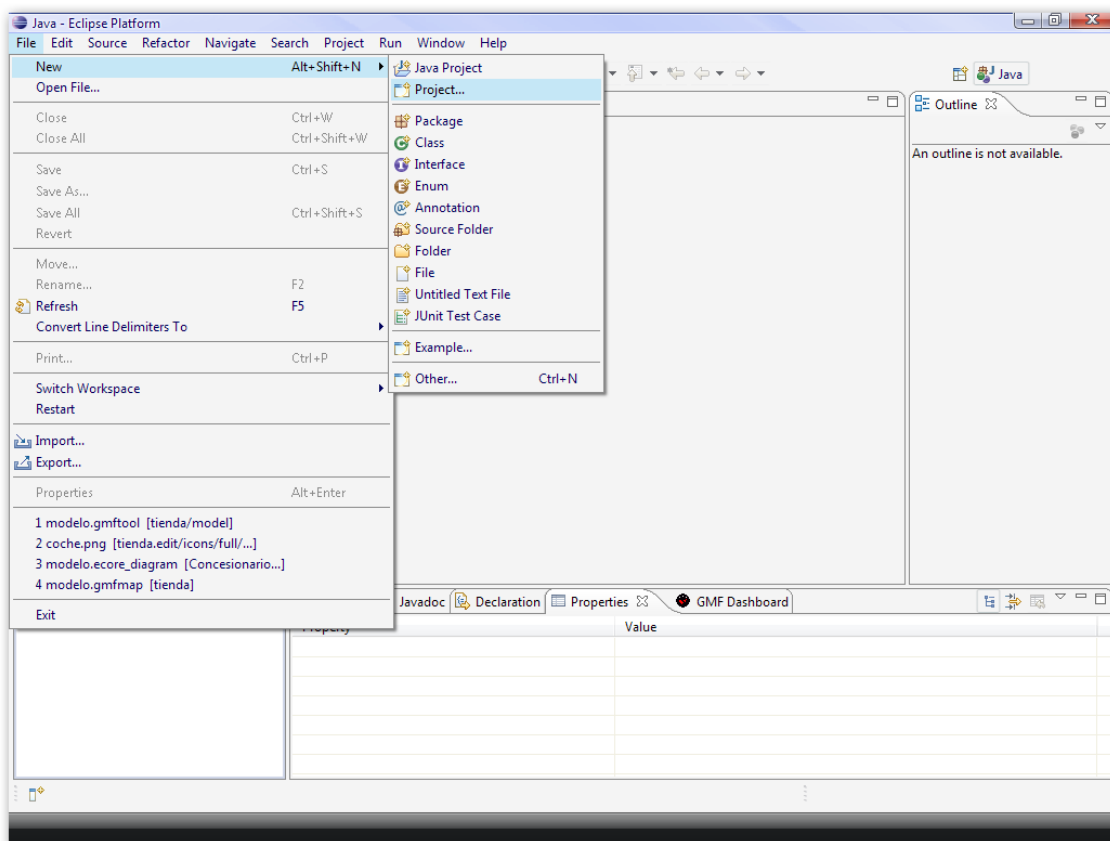 Java - Eclipse Platform
File Edit Source Refactor Navigate Search Project Run Window Help
New Alt+Shift+N
Open File...
Close Ctrl+W
Close All Ctrl+Shift+W
Save Ctrl+S
Save As...
Save All Ctrl+Shift+S
Revert
Move...
Rename... F2
Refresh F5
Convert Line Delimiters To
Print... Ctrl+P
Switch Workspace
Restart
Import...
Export...
Properties Alt+Enter
1 modelo.gmftool [tienda/model]
2 coche.png [tienda.edit/icons/full/...]
3 modelo.ecore_diagram [Concesionario...]
4 modelo.gmfmap [tienda]
Exit
Java Project
Project...
Package
Class
Interface
Enum
Annotation
Source Folder
Folder
File
Untitled Text File
JUnit Test Case
Example...
Other... Ctrl+N
Java
Outline
An outline is not available.
Javadoc Declaration Properties GMF Dashboard
Property Value